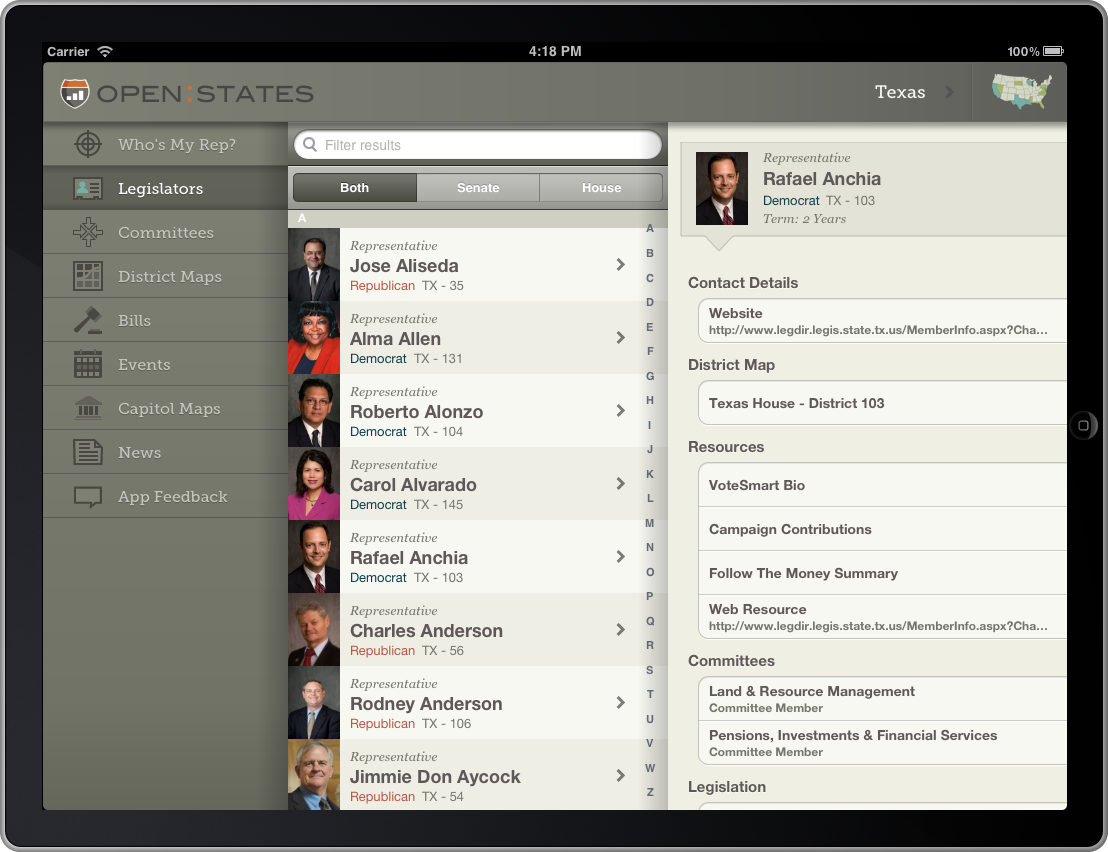 Carrier
4:18 PM
100%
OPEN:STATES
Texas
Who's My Rep?
Legislators
Committees
District Maps
Bills
Events
Capitol Maps
News
App Feedback
Filter results
Both
Senate
House
A
Representative
Jose Aliseda
Republican TX - 35
Representative
Alma Allen
Democrat TX - 131
Representative
Roberto Alonzo
Democrat TX - 104
Representative
Carol Alvarado
Democrat TX - 145
Representative
Rafael Anchia
Democrat TX - 103
Representative
Charles Anderson
Republican TX - 56
Representative
Rodney Anderson
Republican TX - 106
Representative
Jimmie Don Aycock
Republican TX - 54
A
B
C
D
E
F
G
H
I
J
K
L
M
N
O
P
Q
R
S
T
U
V
W
Z
Representative
Rafael Anchia
Democrat TX - 103
Term: 2 Years
Contact Details
Website
http://www.legdir.legis.state.tx.us/MemberInfo.aspx?Cha...
District Map
Texas House - District 103
Resources
VoteSmart Bio
Campaign Contributions
Follow The Money Summary
Web Resource
http://www.legdir.legis.state.tx.us/MemberInfo.aspx?Cha...
Committees
Land & Resource Management
Committee Member
Pensions, Investments & Financial Services
Committee Member
Legislation